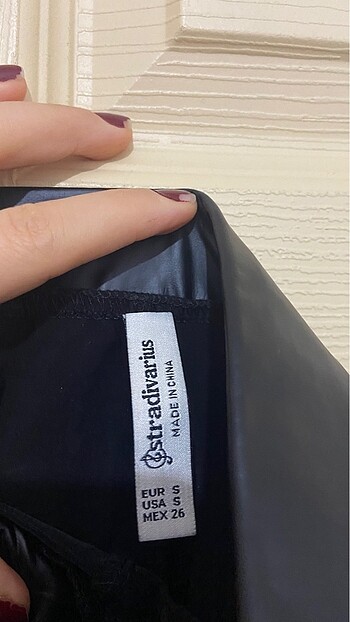 stradivarius
MADE IN CHINA
EUR S
USA S
MEX 26